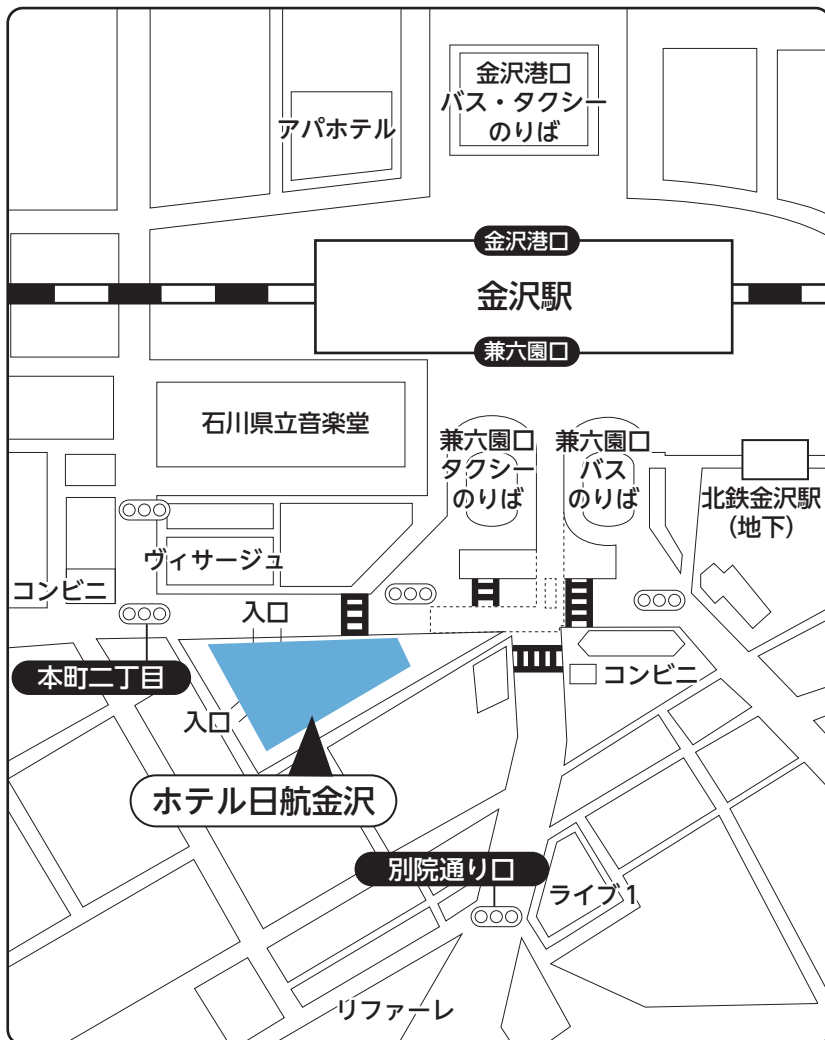 金沢港口
バス・タクシー
のりば
アパホテル
金沢港口
金沢駅
兼六園口
石川県立音楽堂
兼六園口
タクシー
のりば
兼六園口
バス
のりば
北鉄金沢駅
(地下)
ヴィサージュ
コンビニ
入口
本町二丁目
コンビニ
入口
ホテル日航金沢
別院通り口
ライブ1
リファーレ